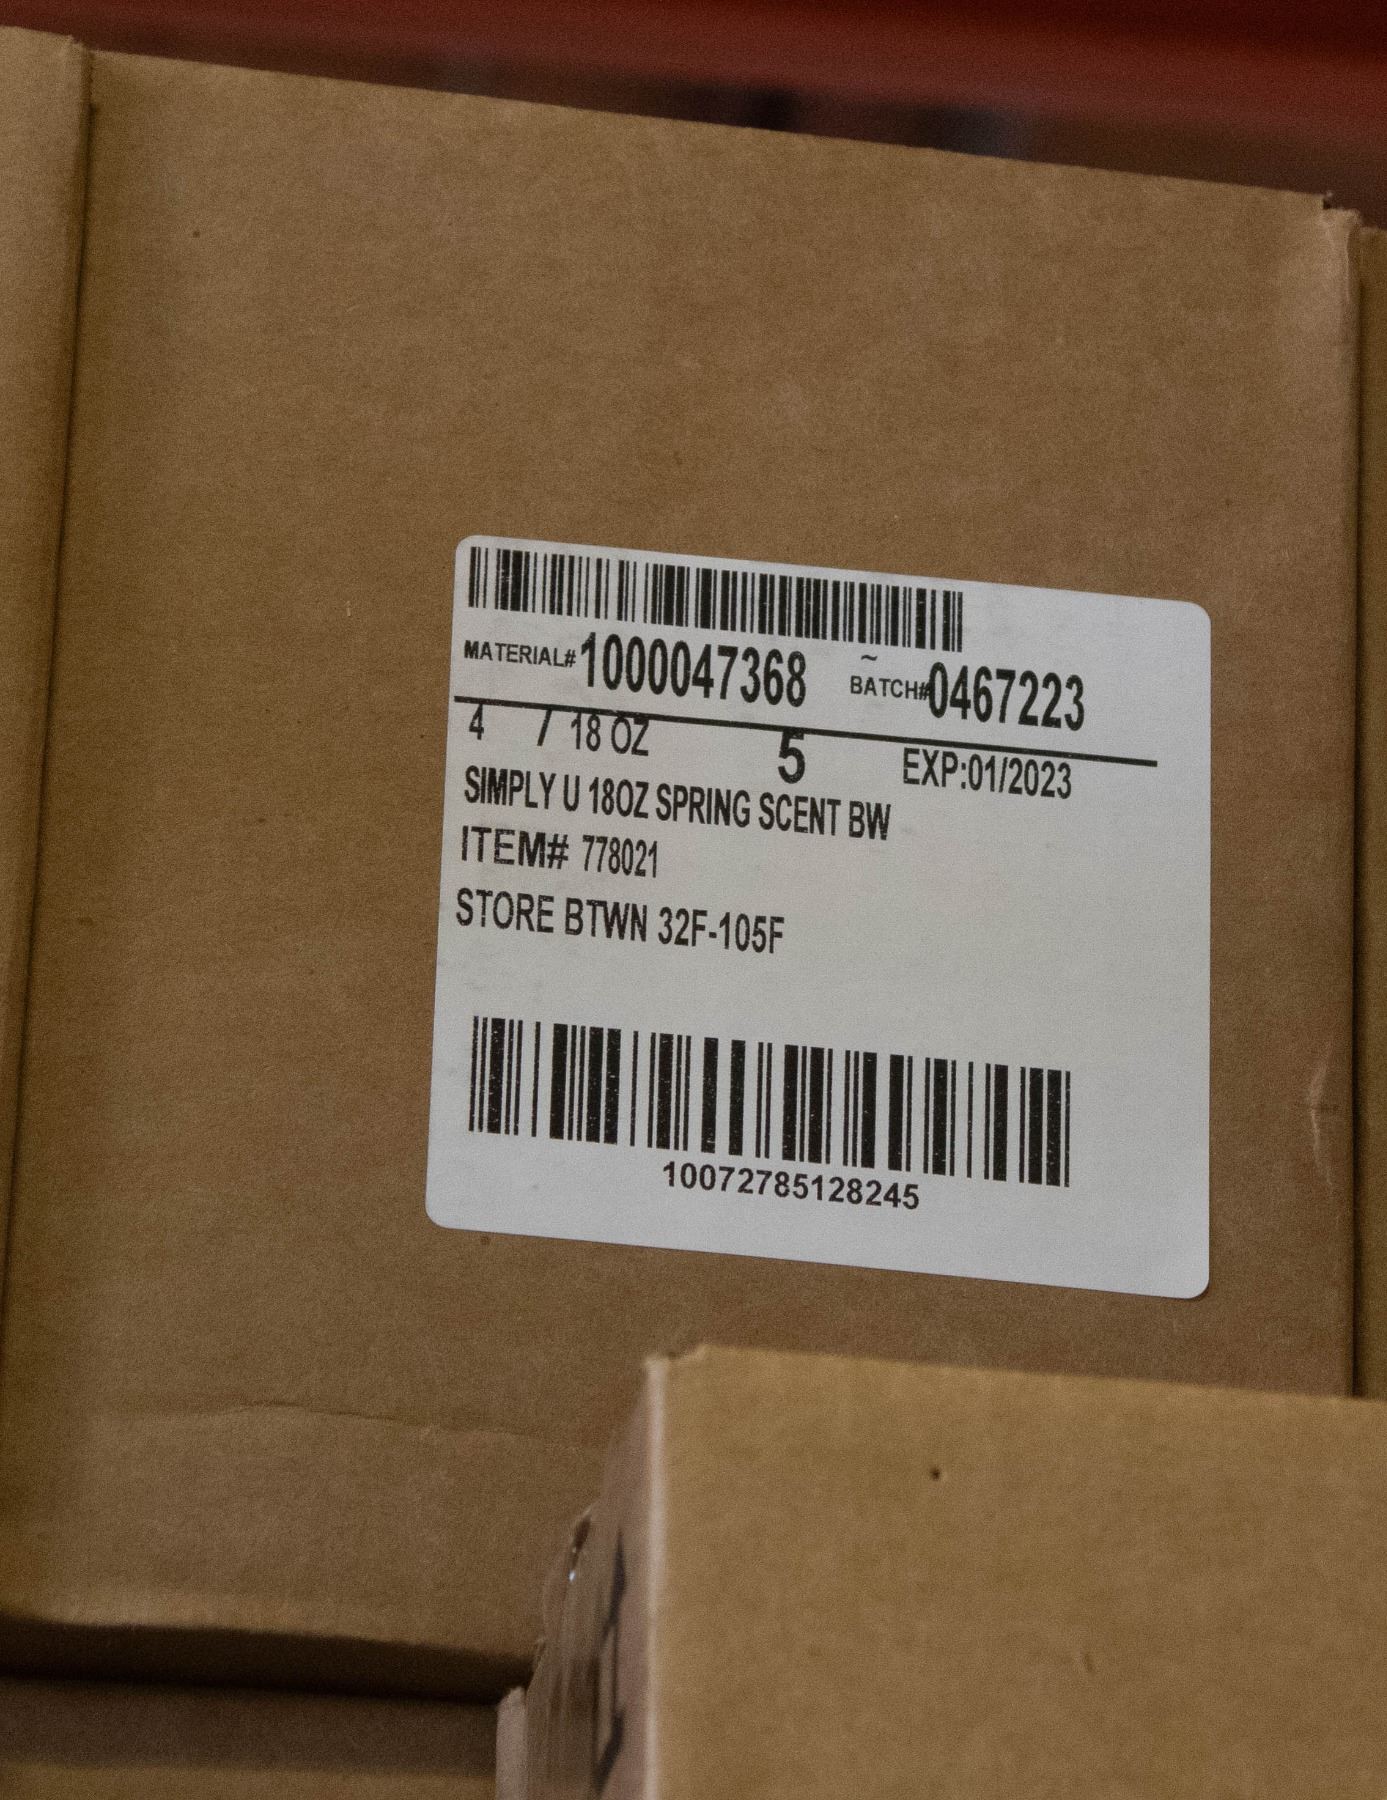 MATERIAL# 1000047368 ~ BATCH# 0467223
4 / 18 OZ 5 EXP:01/2023
SIMPLY U 18OZ SPRING SCENT BW
ITEM# 778021
STORE BTWN 32F-105F
10072785128245